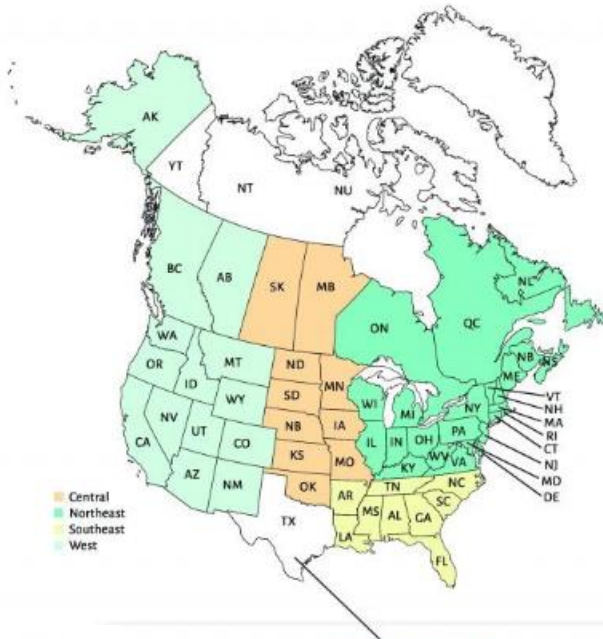 AK
YT
NT
NU
BC
AB
SK
MB
ON
QC
NL
NB
NS
ME
WA
OR
ID
MT
WY
NV
UT
CO
CA
AZ
NM
ND
SD
NB
KS
OK
TX
MN
IA
MO
WI
MI
IL
IN
OH
KY
WV
VA
PA
NY
VT
NH
MA
RI
CT
NJ
MD
DE
AR
TN
NC
SC
MS
AL
GA
LA
FL
Central
Northeast
Southeast
West